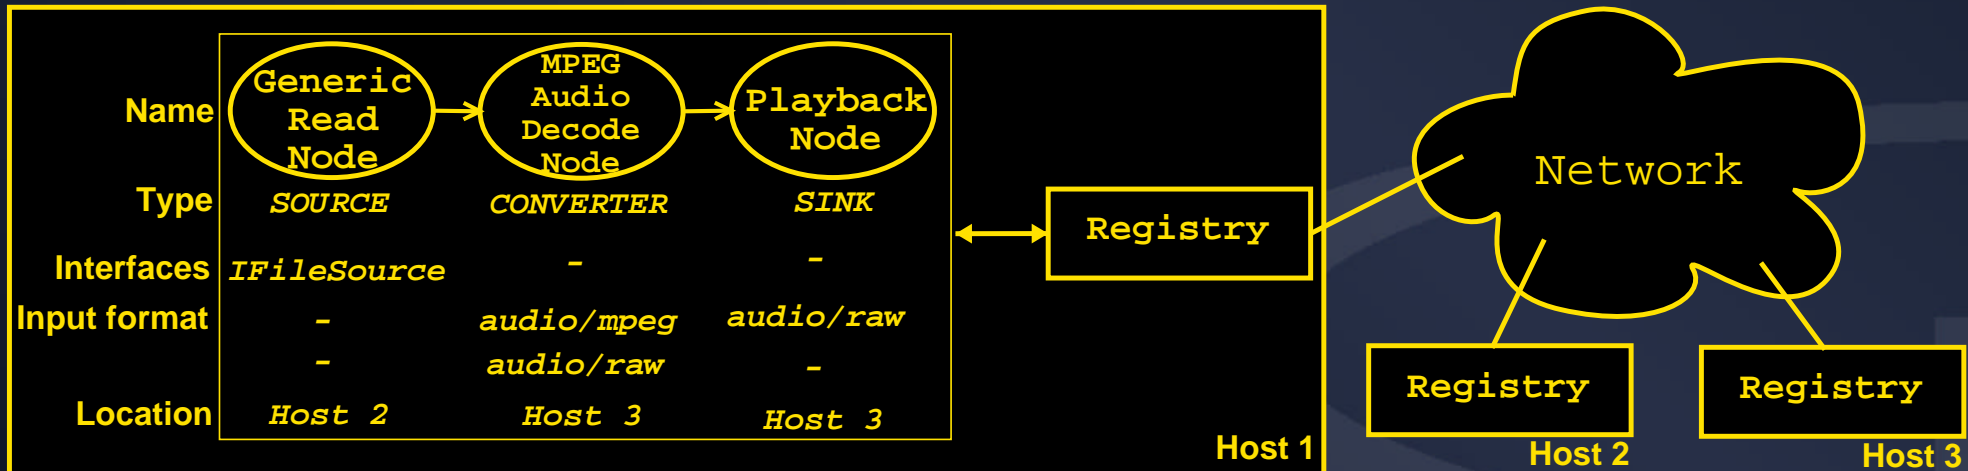 Name
Generic
Read
Node
MPEG
Audio
Decode
Node
Playback
Node
Type SOURCE CONVERTER SINK
Interfaces IFileSource - -
Input format - audio/mpeg audio/raw
- audio/raw -
Location Host 2 Host 3 Host 3
Registry
Host 1
Network
Registry
Host 2
Registry
Host 3